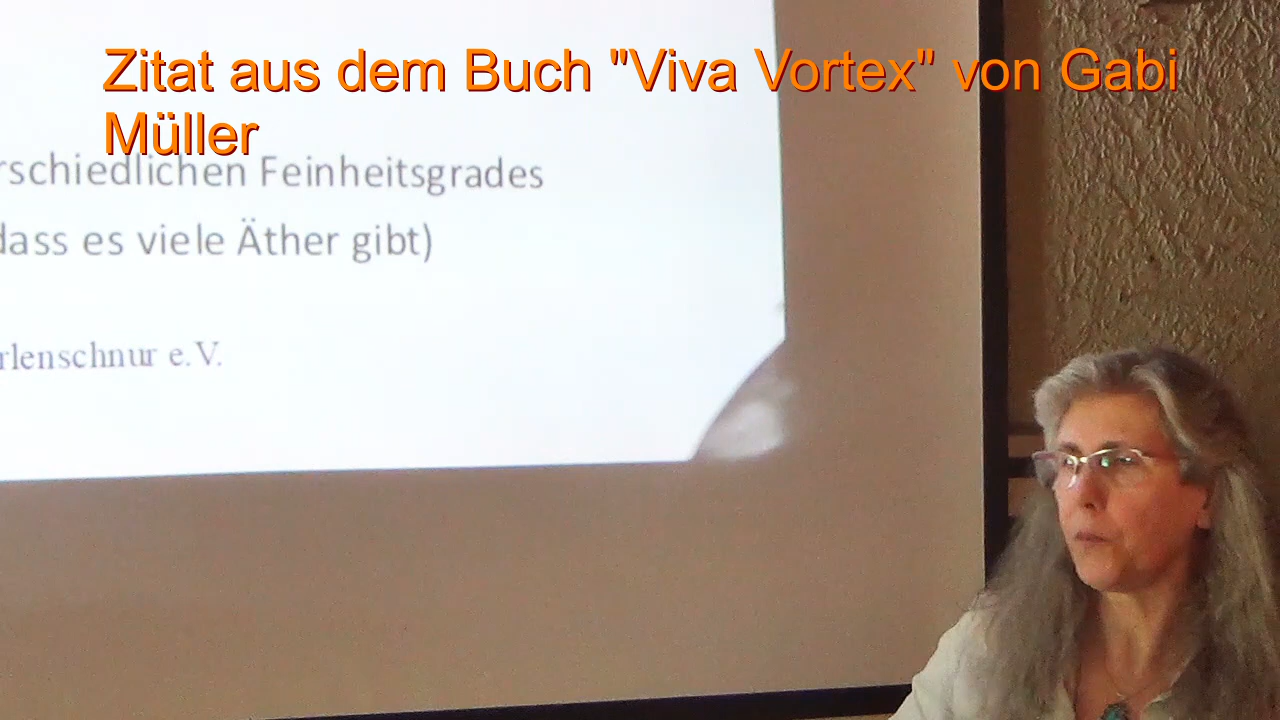 Zitat aus dem Buch "Viva Vortex" von Gabi
Müller
rschiedlichen Feinheitsgrades
dass es viele Äther gibt)
rlenschnur e.V.